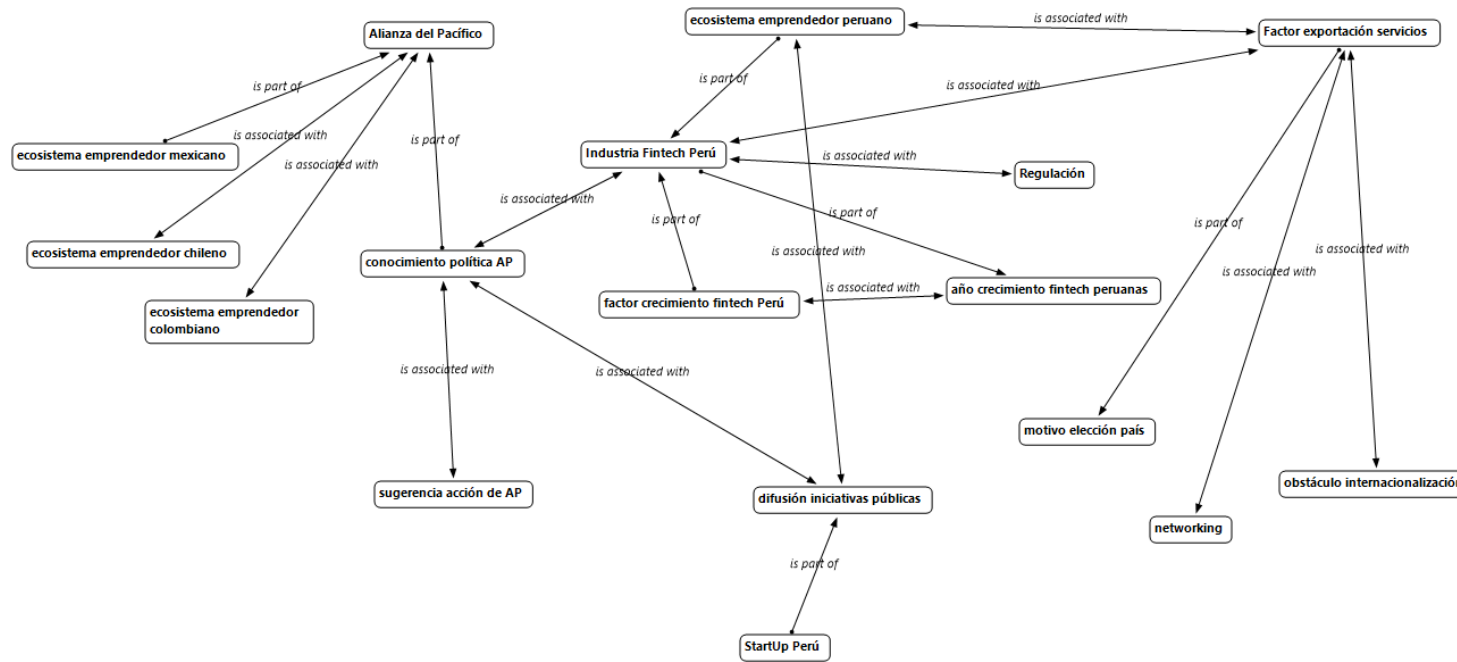 ecosistema emprendedor peruano
is associated with
Factor exportación servicios
Alianza del Pacífico
is part of
is part of
is associated with
is associated with
is part of
is associated with
ecosistema emprendedor mexicano
Industria Fintech Perú
is associated with
Regulación
is associated with
is part of
is part of
is part of
ecosistema emprendedor chileno
conocimiento política AP
is associated with
is associated with
is associated with
is associated with
año crecimiento fintech peruanas
factor crecimiento fintech Perú
ecosistema emprendedor
colombiano
is associated with
is associated with
motivo elección país
obstáculo internacionalización
sugerencia acción de AP
difusión iniciativas públicas
networking
is part of
StartUp Perú